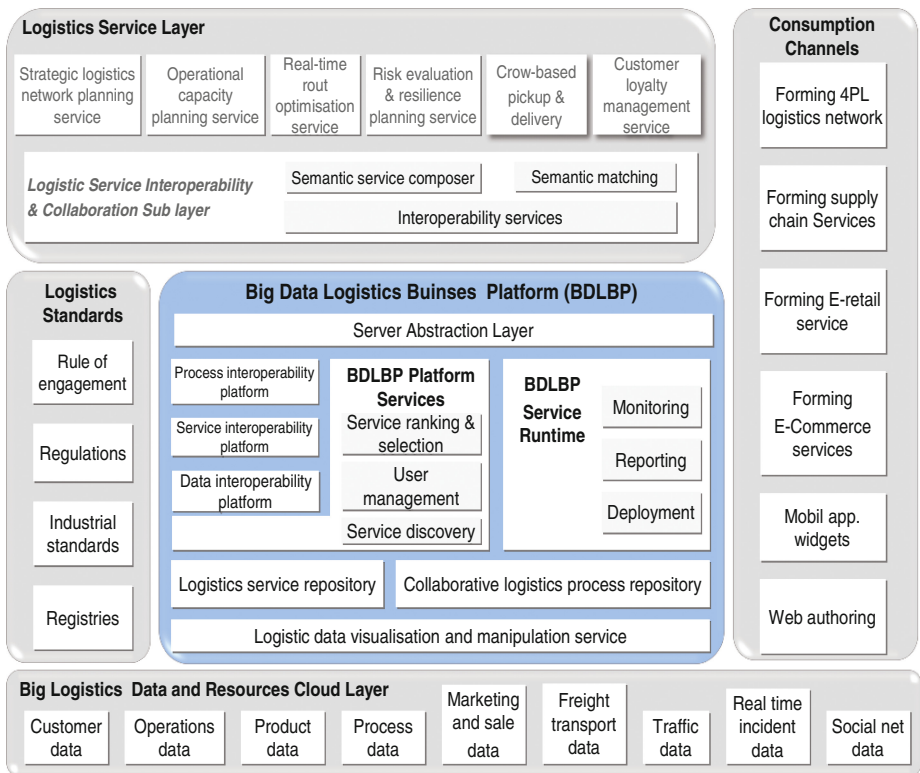 Logistics Service Layer
Strategic logistics
network planning
service
Operational
capacity
planning service
Real-time
rout
optimisation
service
Risk evaluation
& resilience
planning service
Crow-based
pickup &
delivery
Customer
loyalty
management
service
Logistic Service Interoperability
& Collaboration Sub layer
Semantic service composer
Semantic matching
Interoperability services
Consumption
Channels
Forming 4PL
logistics network
Forming supply
chain Services
Forming E-retail
service
Forming
E-Commerce
services
Mobil app.
widgets
Web authoring
Logistics
Standards
Rule of
engagement
Regulations
Industrial
standards
Registries
Big Data Logistics Buinses Platform (BDLBP)
Server Abstraction Layer
Process interoperability
platform
Service interoperability
platform
Data interoperability
platform
BDLBP Platform
Services
Service ranking &
selection
User
management
Service discovery
BDLBP
Service
Runtime
Monitoring
Reporting
Deployment
Logistics service repository
Collaborative logistics process repository
Logistic data visualisation and manipulation service
Big Logistics Data and Resources Cloud Layer
Customer
data
Operations
data
Product
data
Process
data
Marketing
and sale
data
Freight
transport
data
Traffic
data
Real time
incident
data
Social net
data